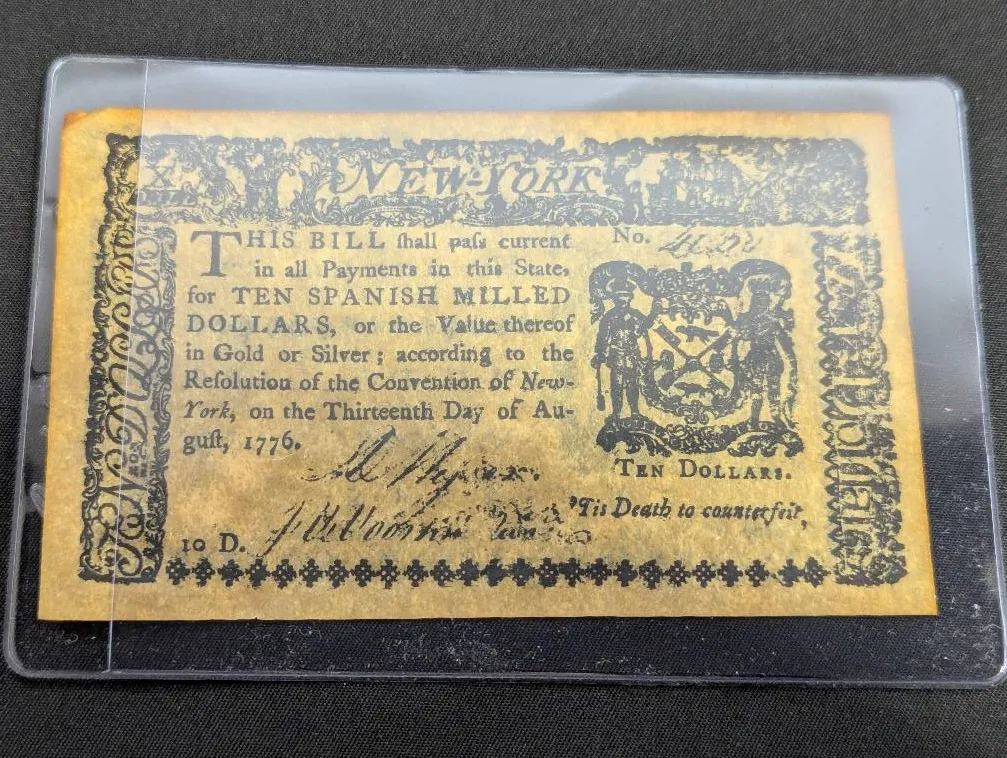 X
NEW-YORK
THIS BILL ſhall paſs current
in all Payments in this State,
for TEN SPANISH MILLED
DOLLARS, or the Value thereof
in Gold or Silver; according to the
Reſolution of the Convention of New-
York, on the Thirteenth Day of Au-
guſt, 1776.
No.
TEN DOLLARS.
'Tis Death to counterfeit,
10 D.